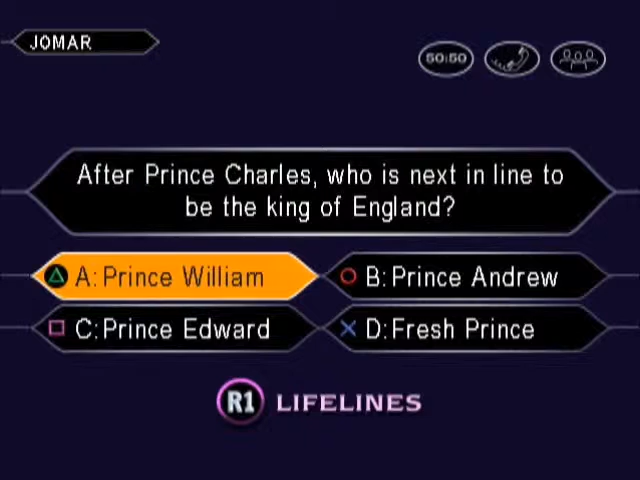 JOMAR
50:50
After Prince Charles, who is next in line to
be the king of England?
A: Prince William
B: Prince Andrew
C: Prince Edward
D: Fresh Prince
R1 LIFELINES